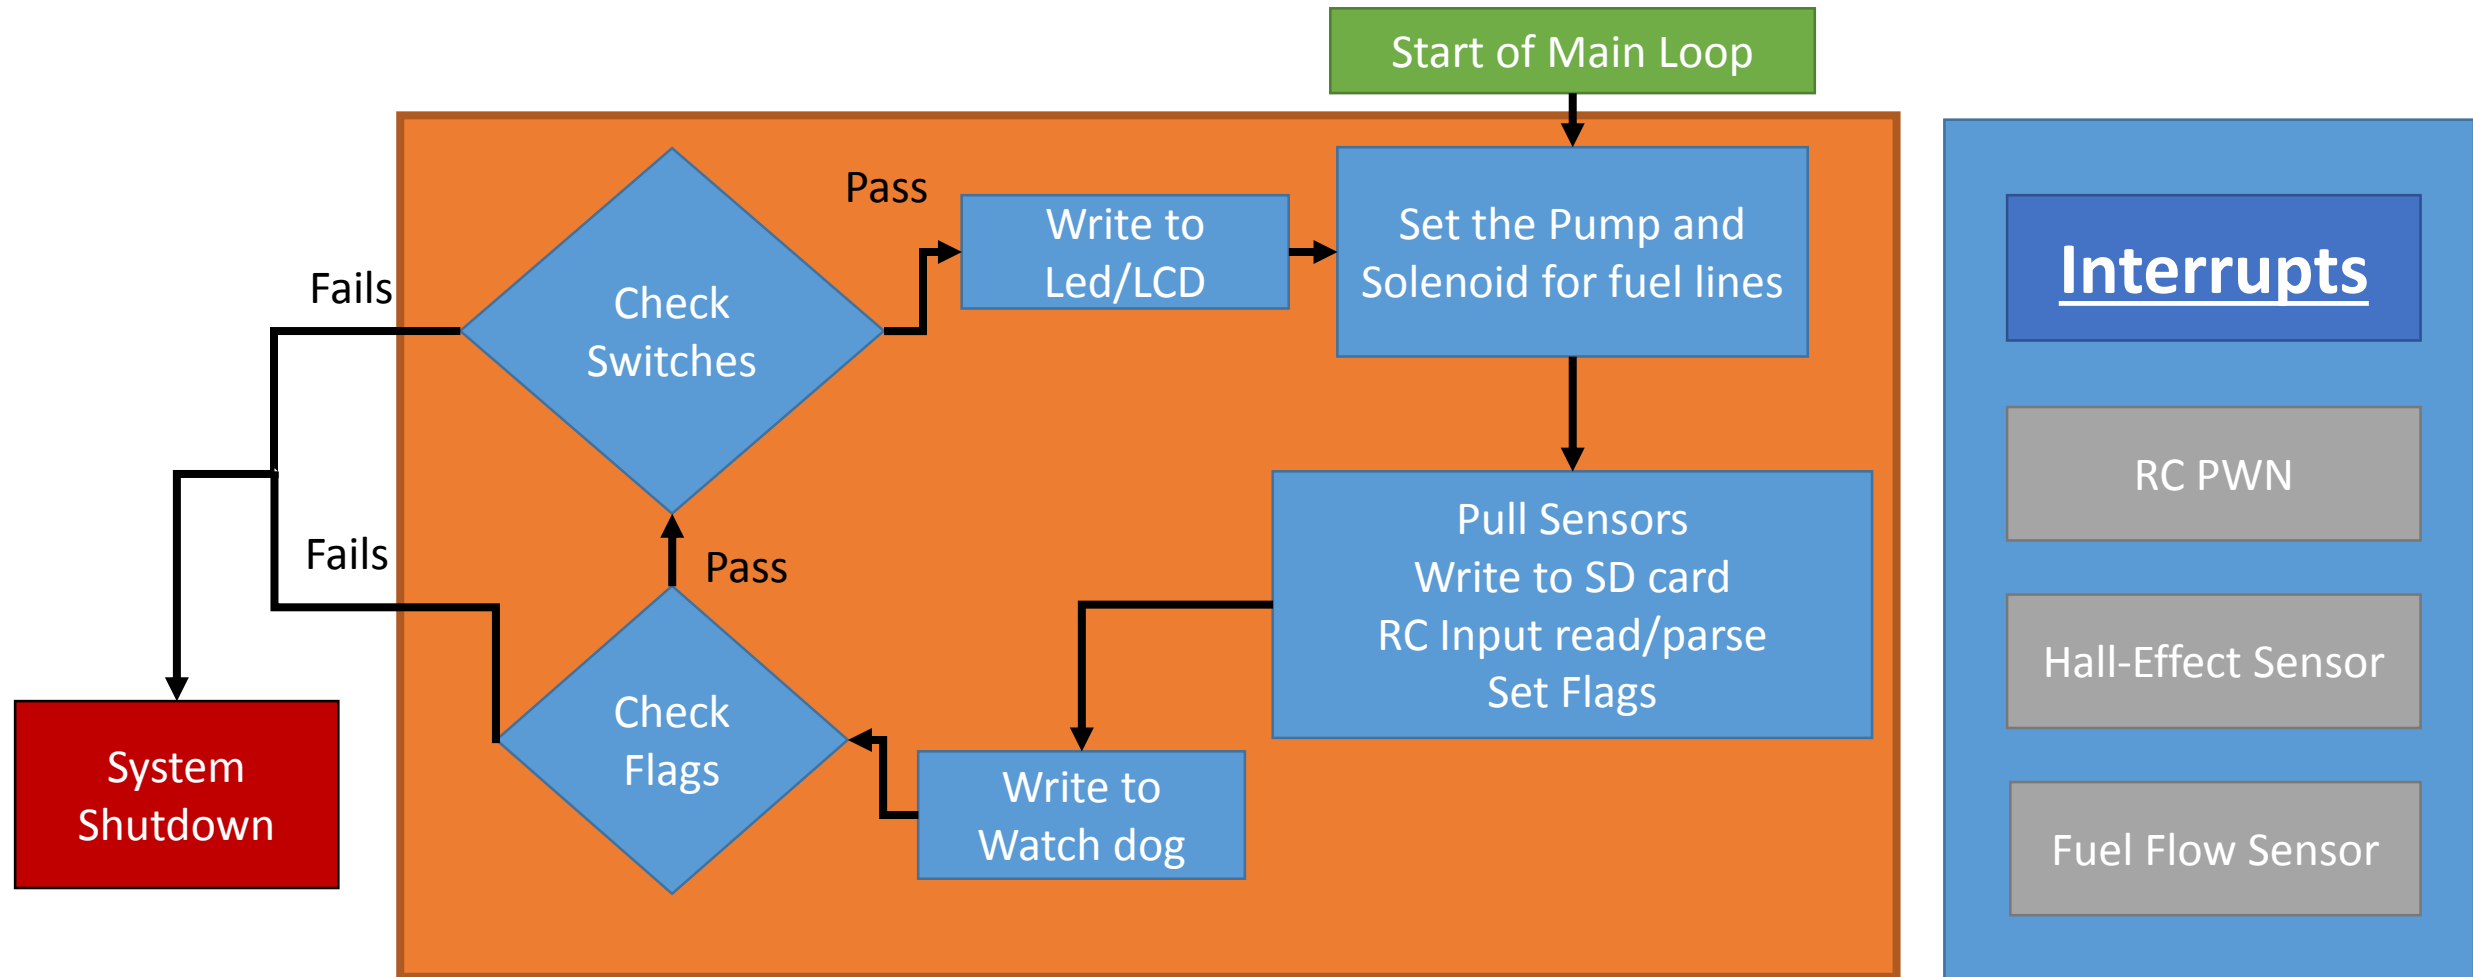 Start of Main Loop
Pass
Write to
Led/LCD
Set the Pump and
Solenoid for fuel lines
Fails
Check
Switches
Pull Sensors
Write to SD card
RC Input read/parse
Set Flags
Fails
Pass
Check
Flags
Write to
Watch dog
System
Shutdown
Interrupts
RC PWN
Hall-Effect Sensor
Fuel Flow Sensor